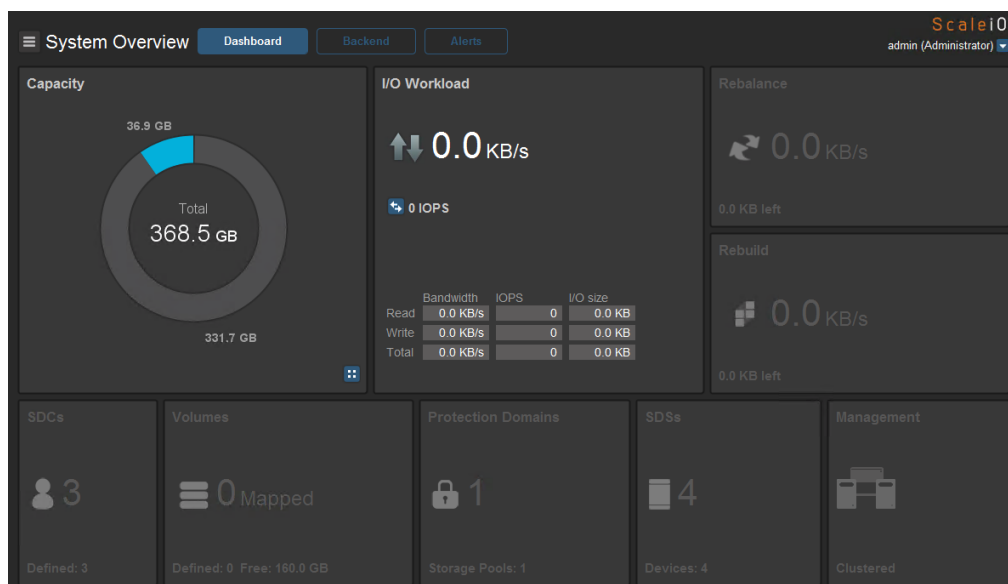 ScaleIO
System Overview Dashboard Backend Alerts
admin (Administrator)
Capacity
36.9 GB
Total
368.5 GB
331.7 GB
I/O Workload
0.0 KB/s
0 IOPS
Bandwidth IOPS I/O size
Read 0.0 KB/s 0 0.0 KB
Write 0.0 KB/s 0 0.0 KB
Total 0.0 KB/s 0 0.0 KB
Rebalance
0.0 KB/s
0.0 KB left
Rebuild
0.0 KB/s
0.0 KB left
SDCs
3
Defined: 3
Volumes
0 Mapped
Defined: 0 Free: 160.0 GB
Protection Domains
1
Storage Pools: 1
SDSs
4
Devices: 4
Management
Clustered